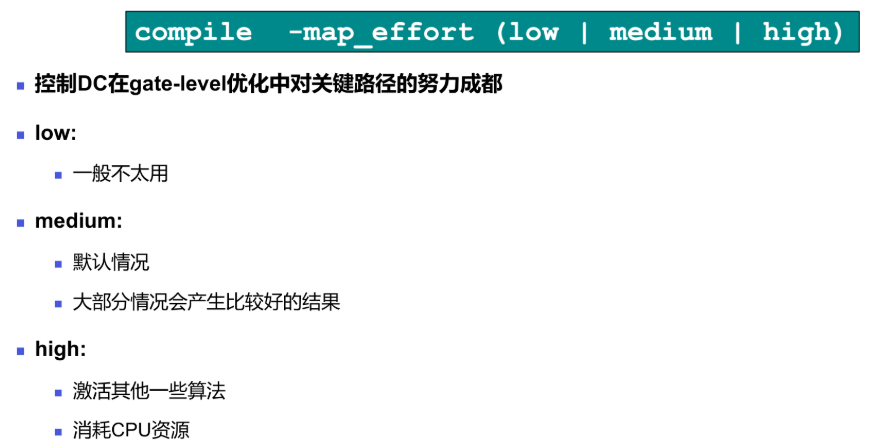 compile -map_effort (low | medium | high)
控制DC在gate-level优化中对关键路径的努力成都
low:
一般不太用
medium:
默认情况
大部分情况会产生比较好的结果
high:
激活其他一些算法
消耗CPU资源